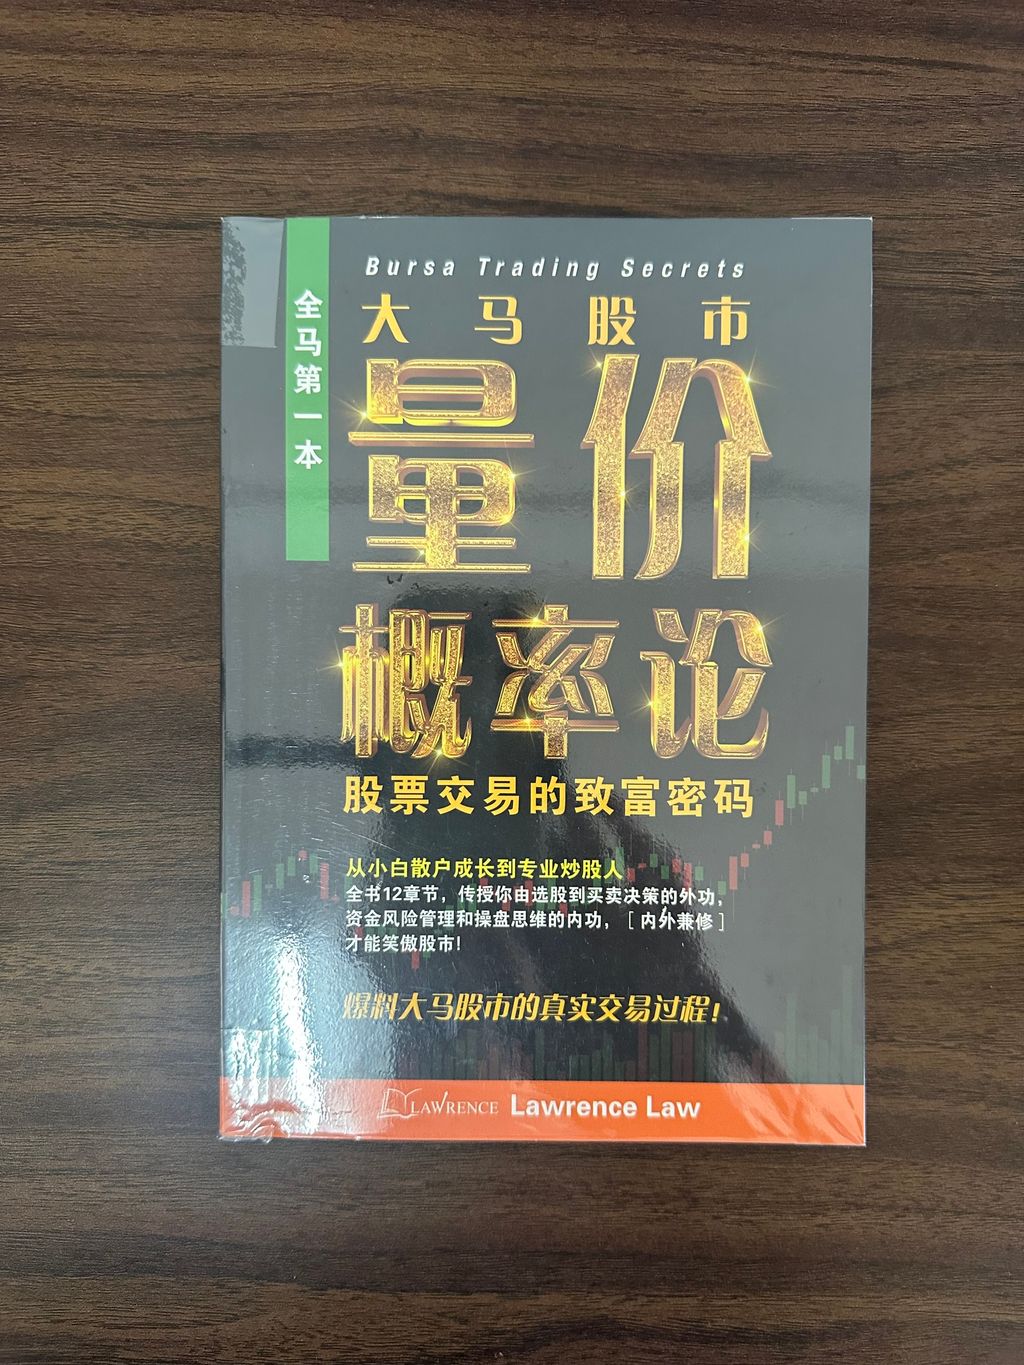 Bursa Trading Secrets
全马第一本
大马股市
量价
概率论
股票交易的致富密码
从小白散户成长到专业炒股人
全书12章节，传授你由选股到买卖决策的外功，
资金风险管理和操盘思维的内功，[内外兼修]
才能笑傲股市!
爆料大马股市的真实交易过程!
LAWRENCE Lawrence Law